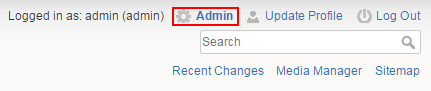 Logged in as: admin (admin) Admin Update Profile Log Out
Search
Recent Changes Media Manager Sitemap